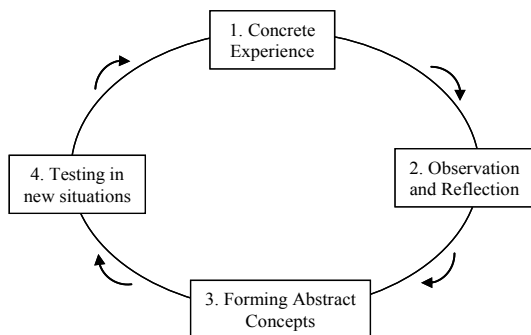 1. Concrete
Experience
2. Observation
and Reflection
3. Forming Abstract
Concepts
4. Testing in
new situations